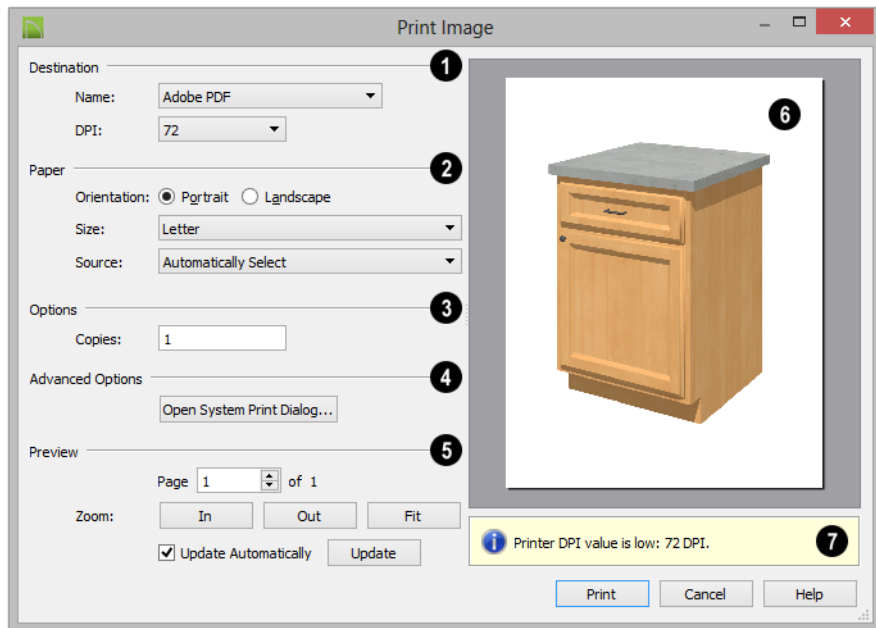 Print Image
Destination 1
Name: Adobe PDF
DPI: 72
Paper 2
Orientation: Portrait Landscape
Size: Letter
Source: Automatically Select
Options 3
Copies: 1
Advanced Options 4
Open System Print Dialog...
Preview 5
Page 1 of 1
Zoom: In Out Fit
Update Automatically Update
6
Printer DPI value is low: 72 DPI. 7
Print Cancel Help